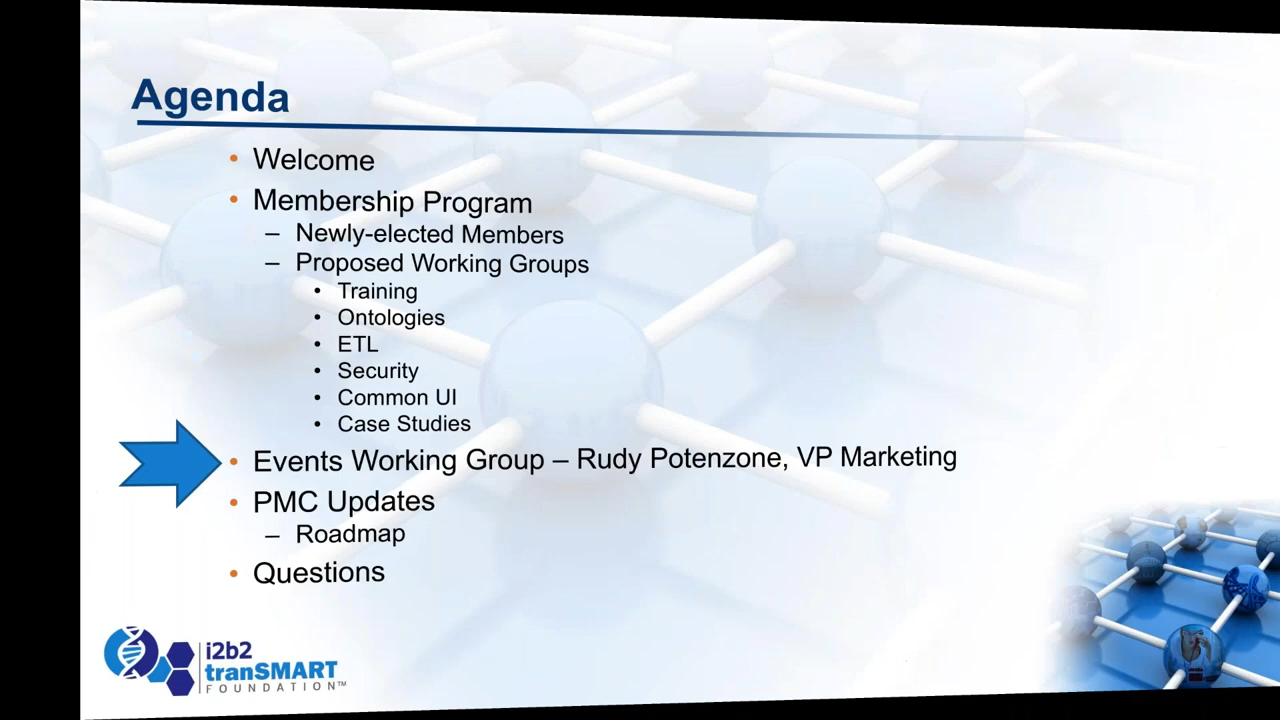 Agenda
• Welcome
• Membership Program
– Newly-elected Members
– Proposed Working Groups
• Training
• Ontologies
• ETL
• Security
• Common UI
• Case Studies
• Events Working Group – Rudy Potenzone, VP Marketing
• PMC Updates
– Roadmap
• Questions
i2b2
tranSMART
FOUNDATION™